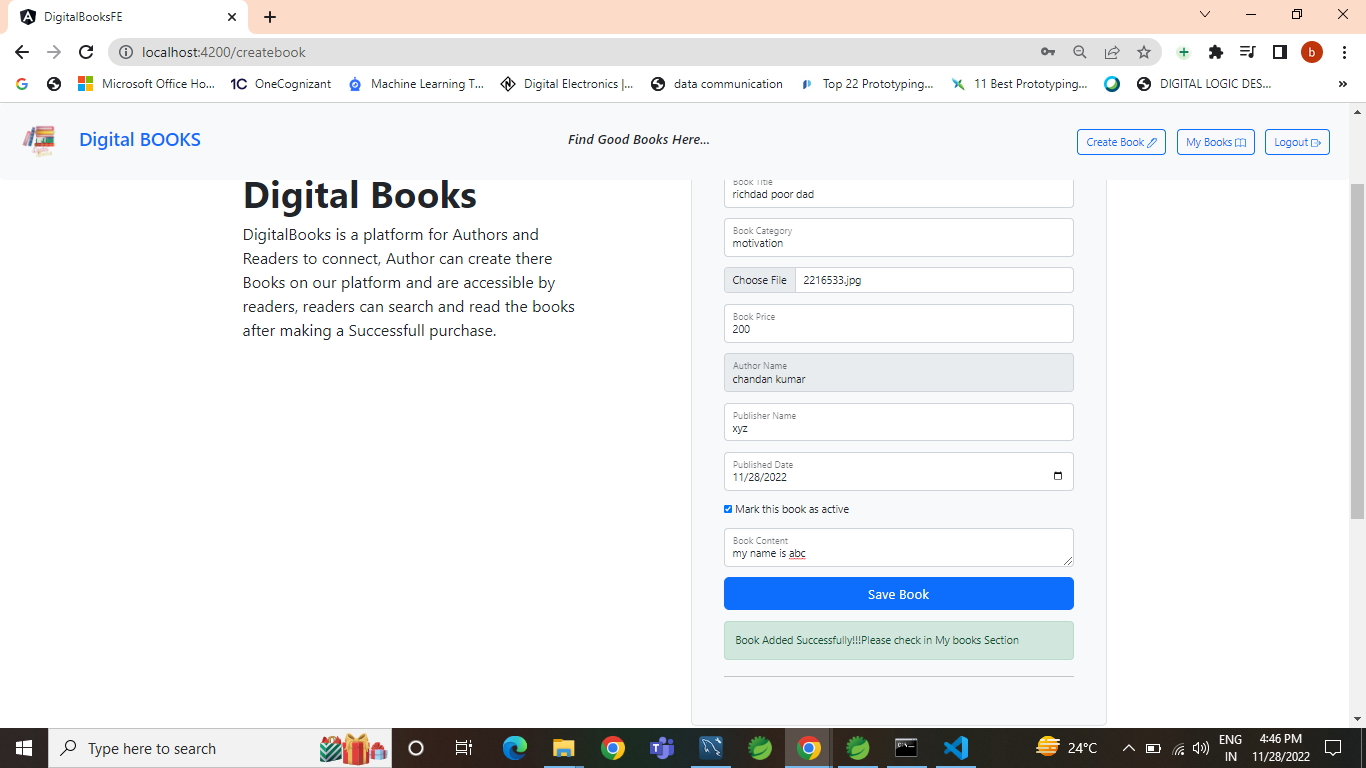 DigitalBooksFE
localhost:4200/createbook
b
G
Microsoft Office Ho...
1C OneCognizant
Machine Learning T...
Digital Electronics |...
data communication
Top 22 Prototyping...
11 Best Prototyping...
DIGITAL LOGIC DES...
»
Digital BOOKS
Find Good Books Here...
Create Book
My Books
Logout
Digital Books
DigitalBooks is a platform for Authors and
Readers to connect, Author can create there
Books on our platform and are accessible by
readers, readers can search and read the books
after making a Successfull purchase.
Book Title
richdad poor dad
Book Category
motivation
Choose File 2216533.jpg
Book Price
200
Author Name
chandan kumar
Publisher Name
xyz
Published Date
11/28/2022
Mark this book as active
Book Content
my name is abc
Save Book
Book Added Successfully!!!Please check in My books Section
Type here to search
24°C
ENG
IN
4:46 PM
11/28/2022